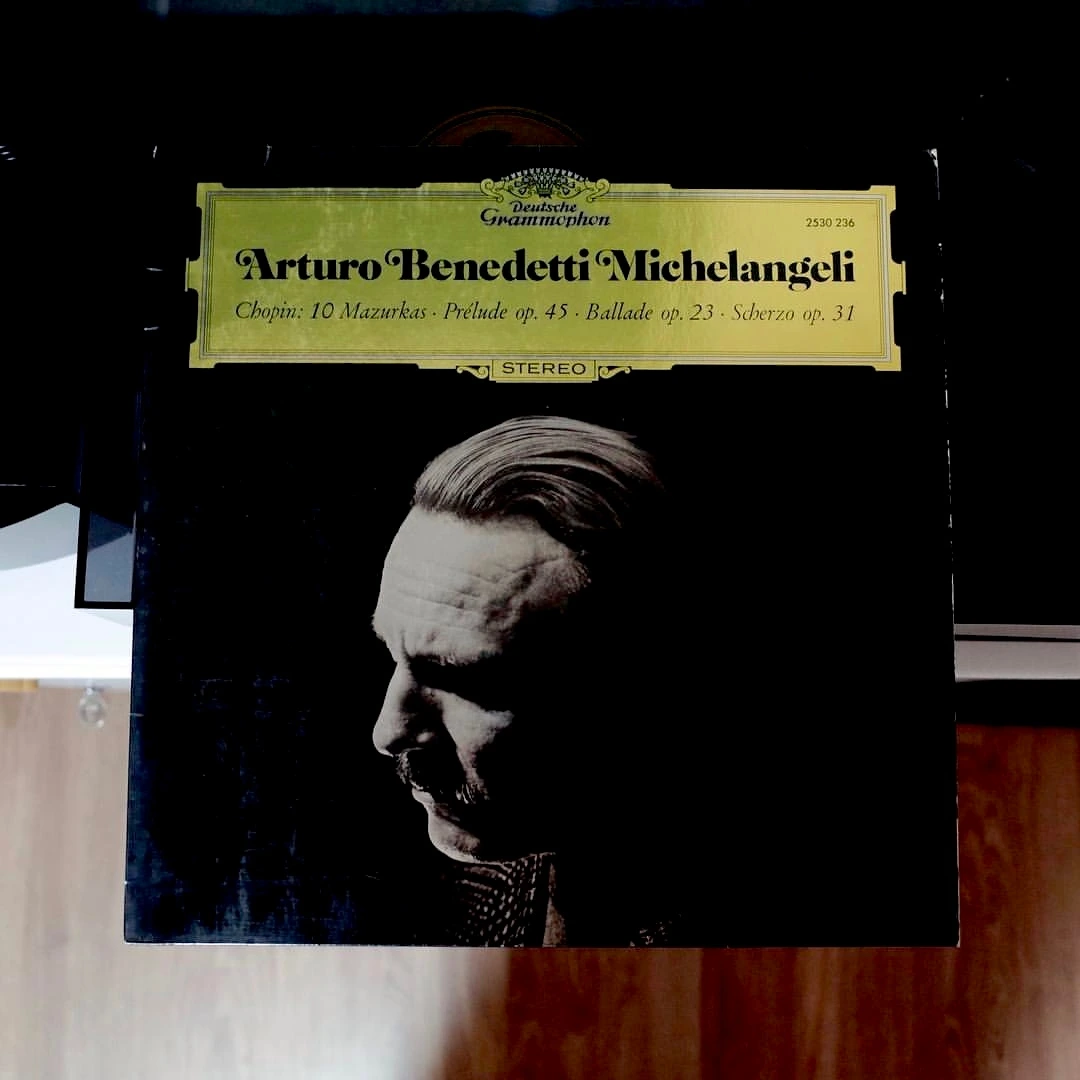 Deutsche
Grammophon
2530 236
Arturo Benedetti Michelangeli
Chopin: 10 Mazurkas · Prélude op. 45 · Ballade op. 23 · Scherzo op. 31
STEREO